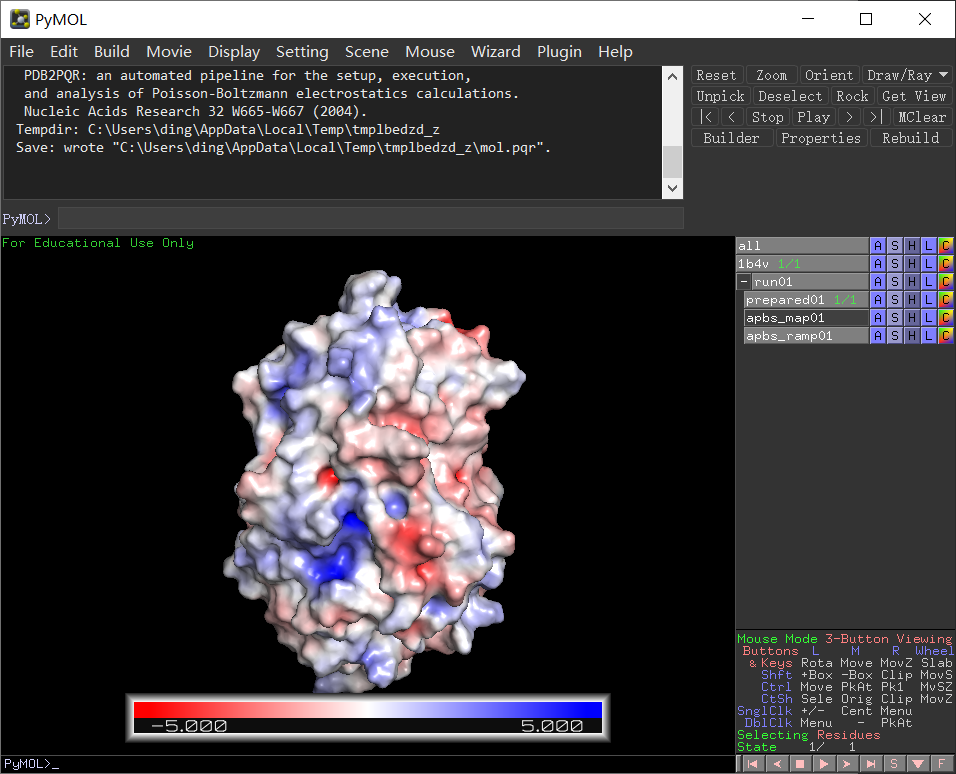 PyMOL
File Edit Build Movie Display Setting Scene Mouse Wizard Plugin Help
PDB2PQR: an automated pipeline for the setup, execution,
and analysis of Poisson-Boltzmann electrostatics calculations.
Nucleic Acids Research 32 W665-W667 (2004).
Tempdir: C:\Users\ding\AppData\Local\Temp\tmplbedzd_z
Save: wrote "C:\Users\ding\AppData\Local\Temp\tmplbedzd_z\mol.pqr".
Reset Zoom Orient Draw/Ray
Unpick Deselect Rock Get View
|< < Stop Play > >| MClear
Builder Properties Rebuild
PyMOL>
For Educational Use Only
all A S H L C
1b4v 1/1 A S H L C
- run01 A S H L C
prepared01 1/1 A S H L C
apbs_map01 A S H L C
apbs_ramp01 A S H L C
-5.000 5.000
Mouse Mode 3-Button Viewing
Buttons L M R Wheel
& Keys Rota Move MovZ Slab
Shft +Box -Box Clip MovS
Ctrl Move PkAt Pk1 MvSZ
CtSh Sele Orig Clip MovZ
SnglClk +/- Cent Menu
DblClk Menu - PkAt
Selecting Residues
State 1/ 1
PyMOL>_
S F